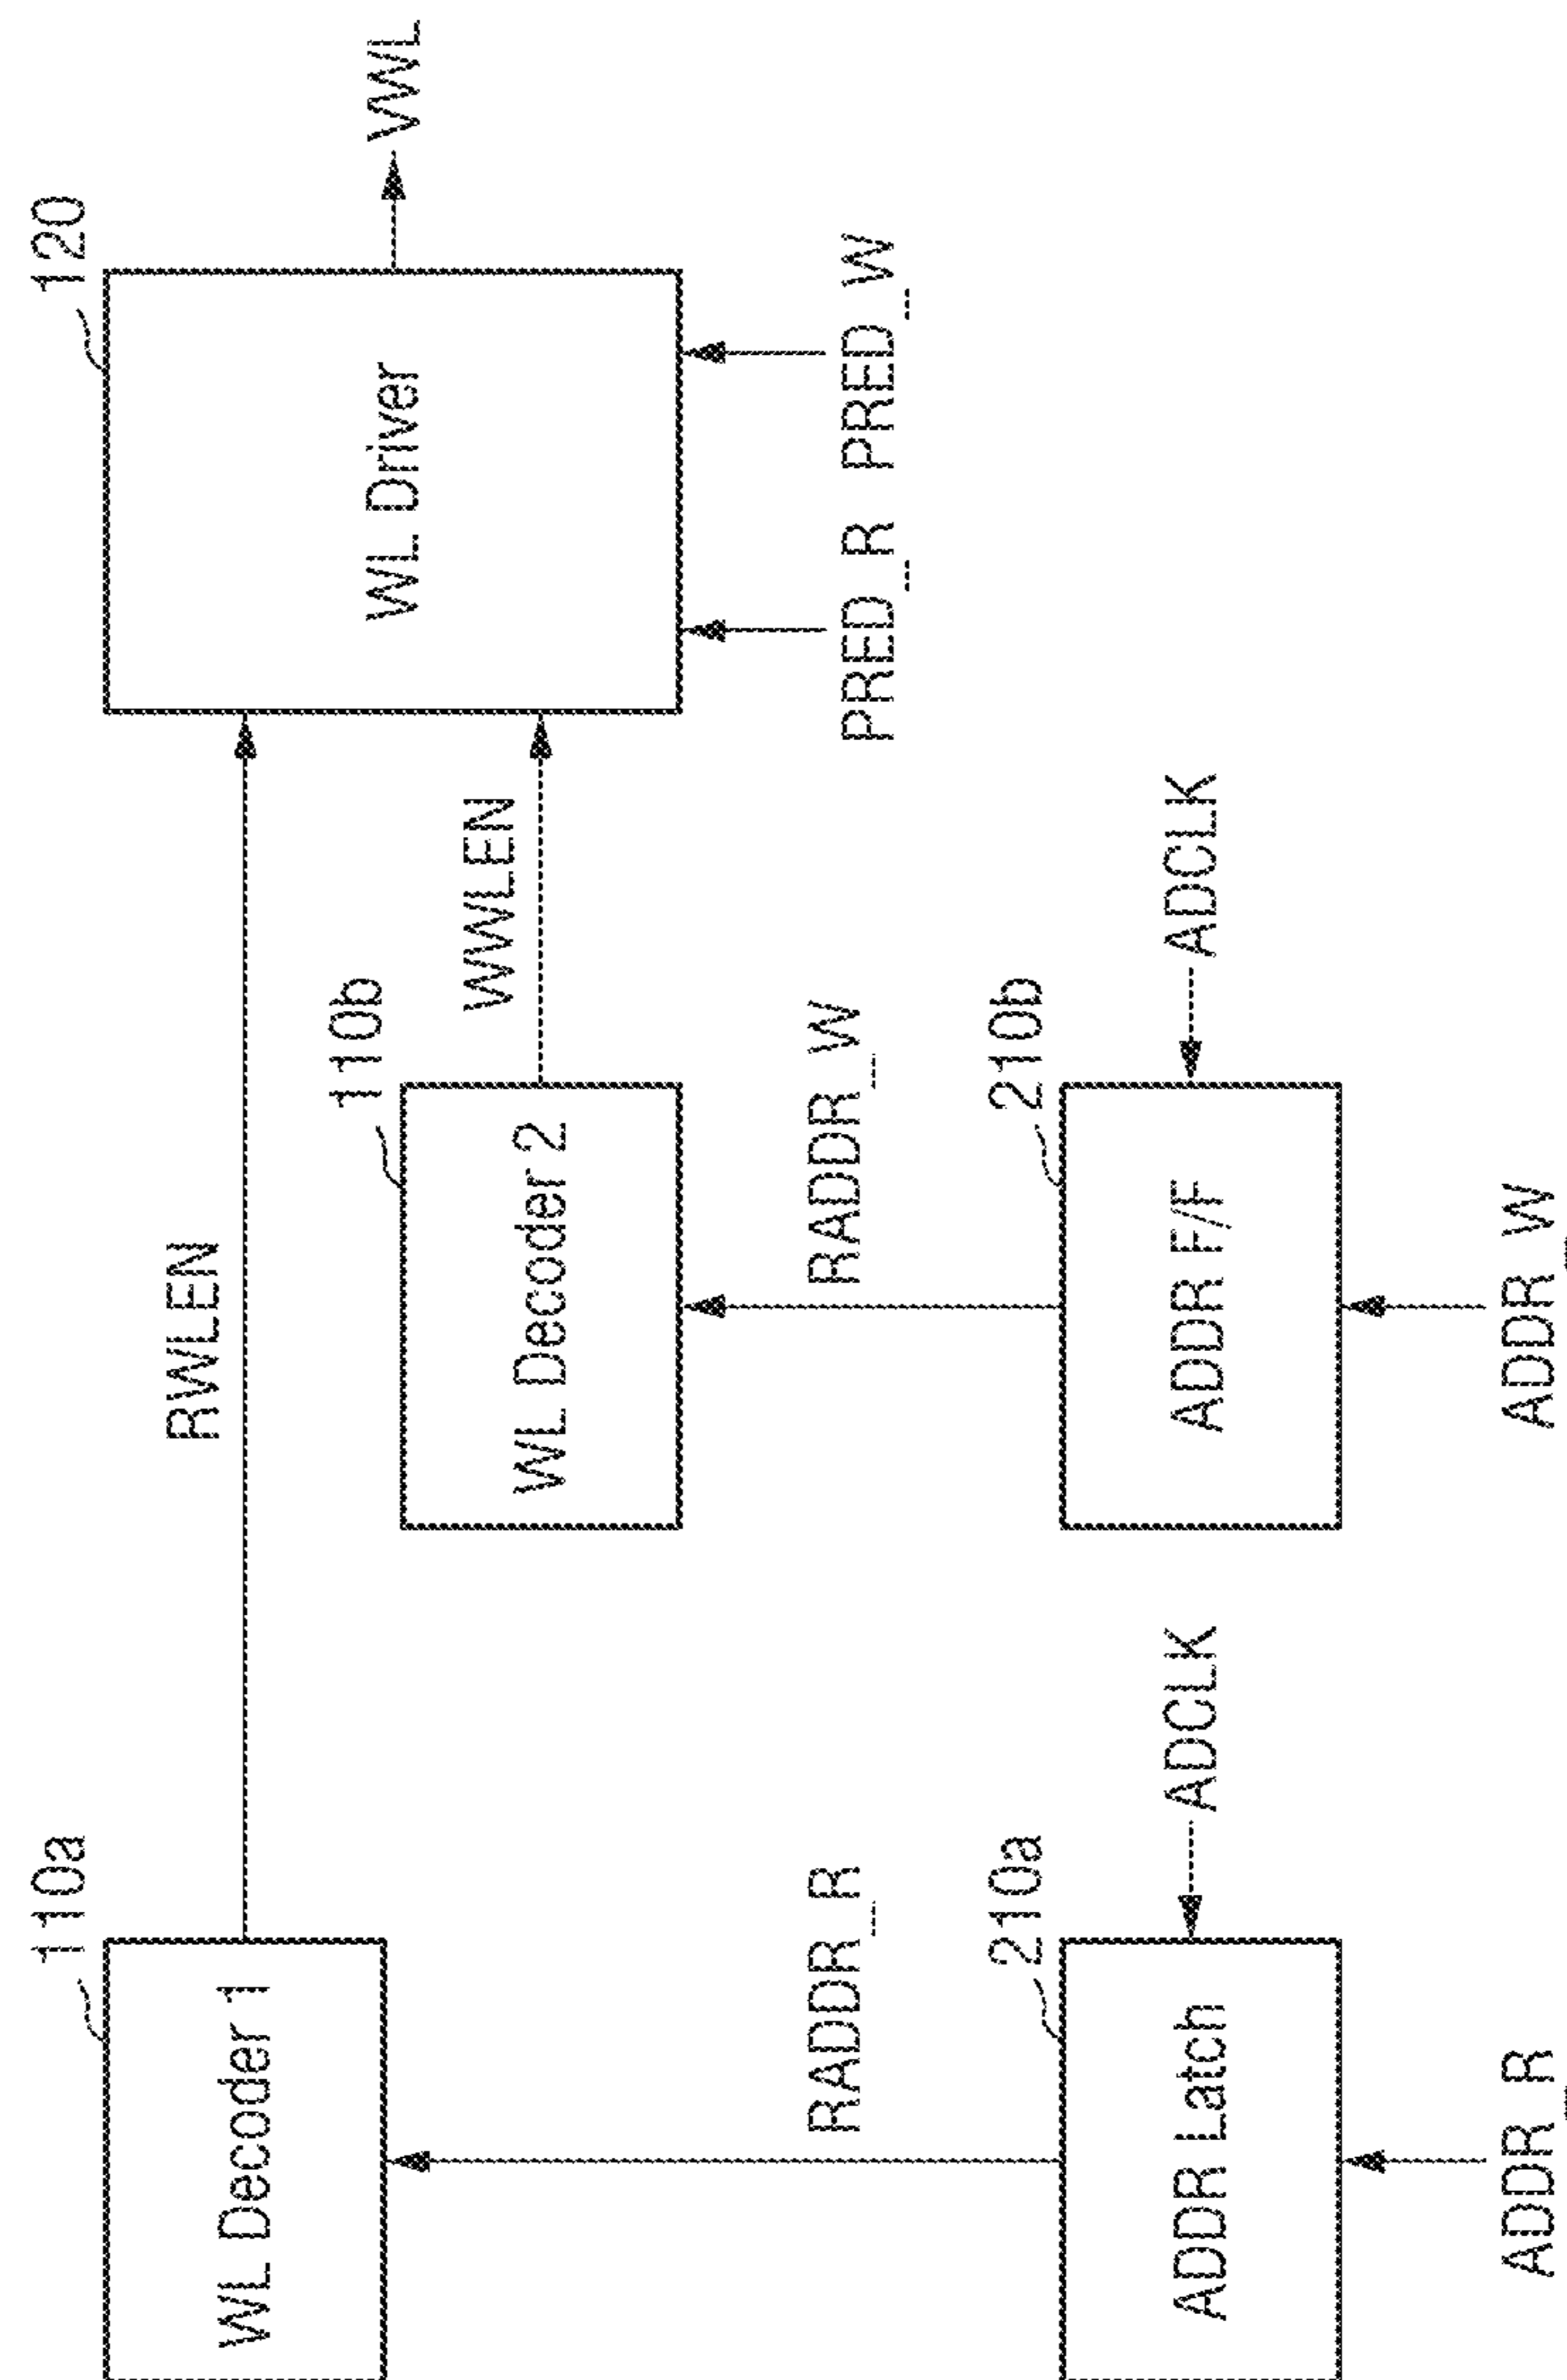 110a
120
RWLEN
WL Decoder 1
110b
WL Driver
WL
WWLEN
WL Decoder 2
RADDR_R
RADDR_W
PRED_R
PRED_W
210a
210b
ADDR Latch
ADCLK
ADDR F/F
ADCLK
ADDR_R
ADDR_W